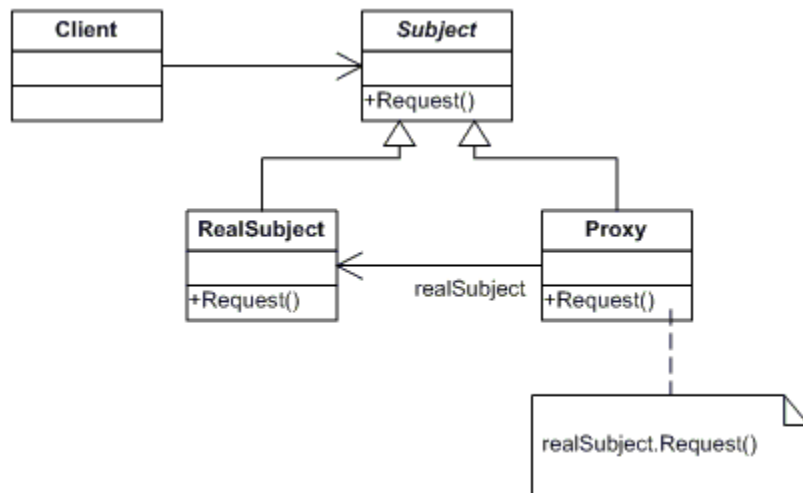 Client
Subject
+Request()
RealSubject
+Request()
realSubject
Proxy
+Request()
realSubject.Request()